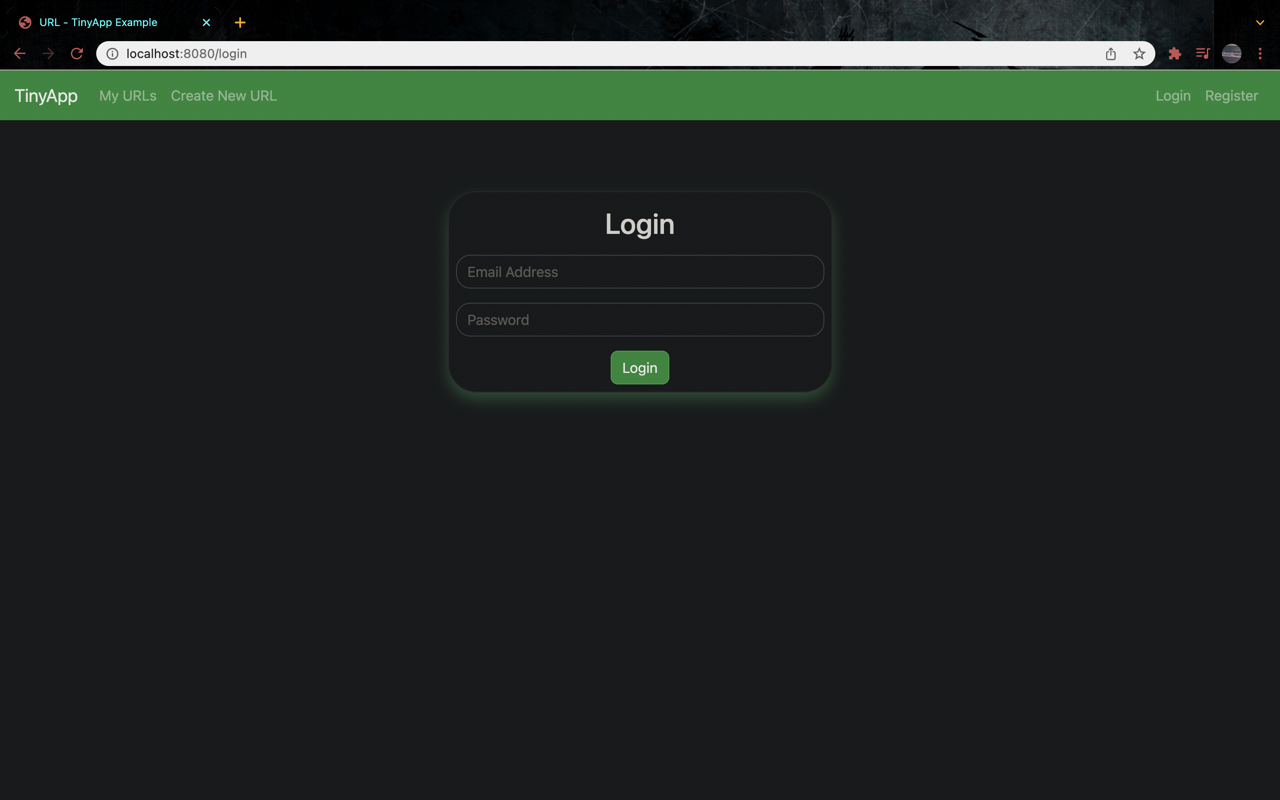 URL - TinyApp Example
localhost:8080/login
TinyApp My URLs Create New URL Login Register
Login
Email Address
Password
Login